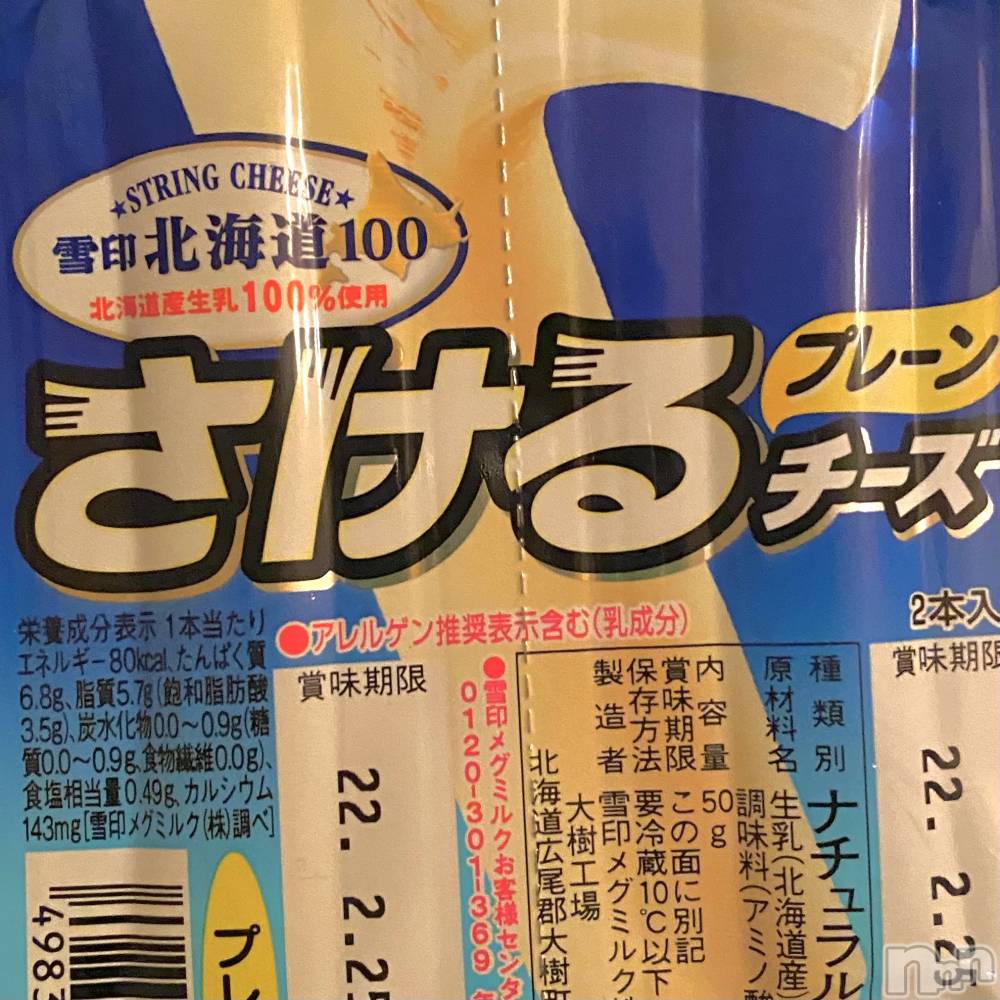 ★STRING CHEESE★
雪印 北海道100
北海道産生乳100%使用
さける
プレーン
チーズ
2本入
●アレルゲン推奨表示含む(乳成分)
栄養成分表示 1本当たり
エネルギー80kcal、たんぱく質
6.8g、脂質5.7g(飽和脂肪酸
3.5g)、炭水化物0.0～0.9g(糖
質0.0～0.9g、食物繊維0.0g)、
食塩相当量0.49g、カルシウム
143mg[雪印メグミルク(株)調べ]
賞味期限
22. 2.25
●雪印メグミルクお客様センタ
0120-301-369
種類別 ナチュラル
原材料名 生乳(北海道産)
調味料(アミノ酸
内容量 50g
賞味期限 この面に別記
保存方法 要冷蔵10℃以下
製造者 雪印メグミルク
大樹工場
北海道広尾郡大樹町
賞味期限
22. 2.25
4983
プレ